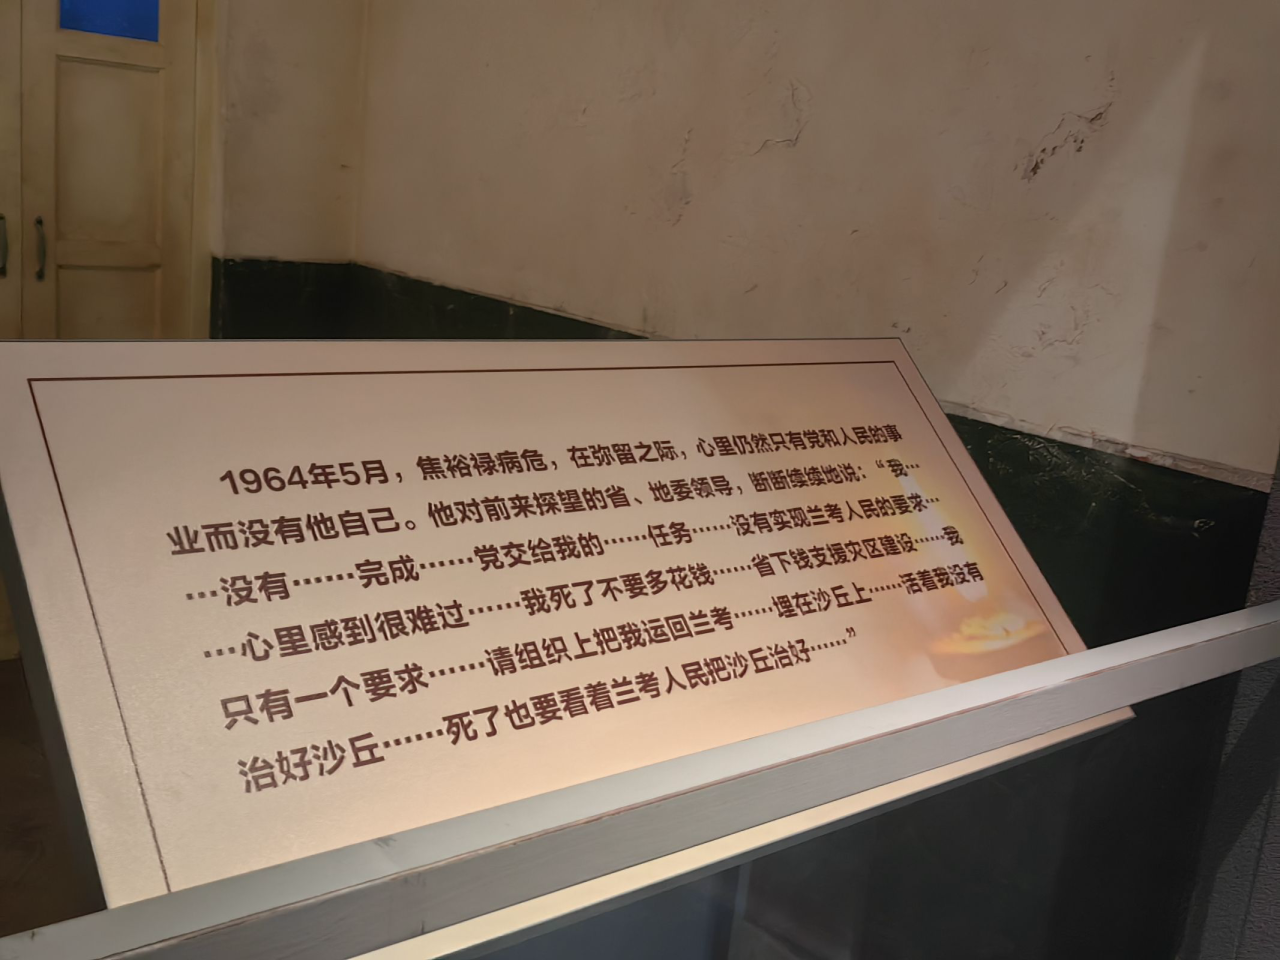 1964年5月，焦裕禄病危，在弥留之际，心里仍然只有党和人民的事
业而没有他自己。他对前来探望的省、地委领导，断断续续地说：“我…
…没有……完成……党交给我的……任务……没有实现兰考人民的要求…
…心里感到很难过……我死了不要多花钱……省下钱支援灾区建设……我
只有一个要求……请组织上把我运回兰考……埋在沙丘上……活着我没有
治好沙丘……死了也要看着兰考人民把沙丘治好……”